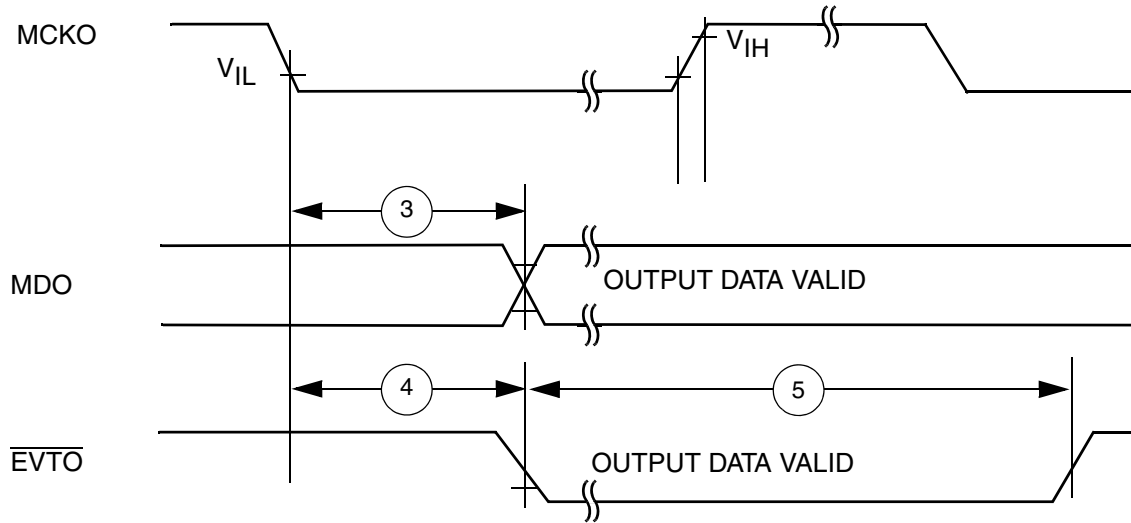 MCKO
VIL
VIH
3
MDO
OUTPUT DATA VALID
4
5
EVTO
OUTPUT DATA VALID